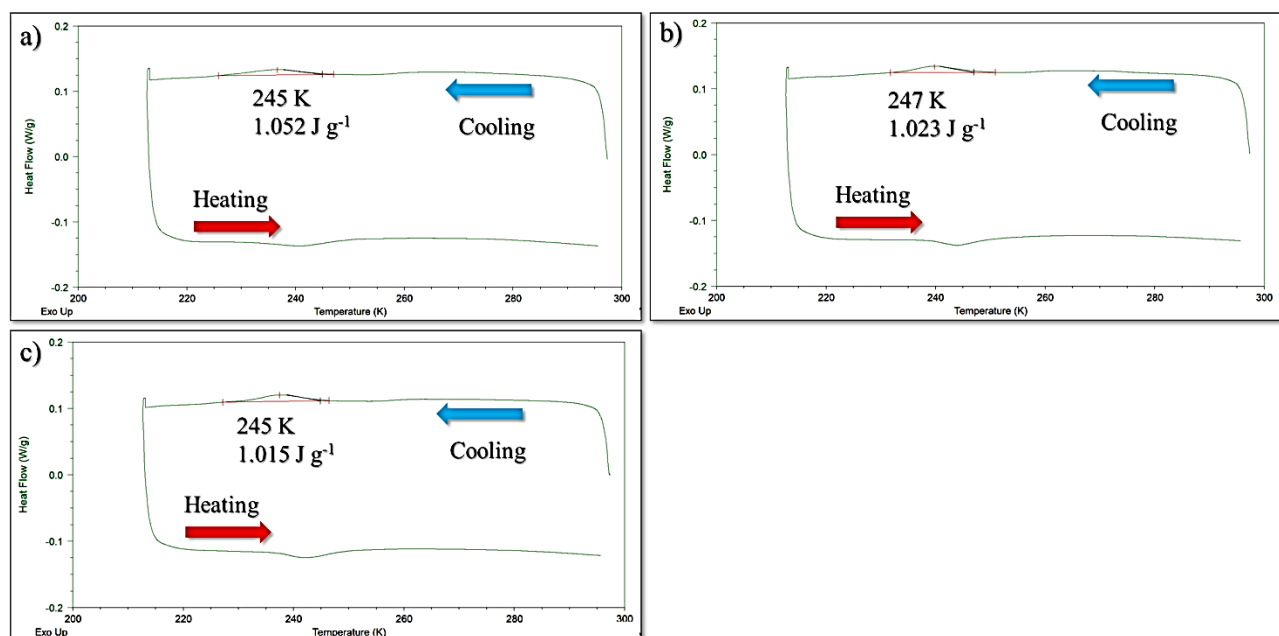 a)
0.2
0.1
0.0
-0.1
-0.2
Heat Flow (W/g)
245 K
1.052 J g⁻¹
Cooling
Heating
200
220
240
260
280
300
Exo Up
Temperature (K)
b)
0.2
0.1
0.0
-0.1
-0.2
Heat Flow (W/g)
247 K
1.023 J g⁻¹
Cooling
Heating
200
220
240
260
280
300
Exo Up
Temperature (K)
c)
0.2
0.1
0.0
-0.1
-0.2
Heat Flow (W/g)
245 K
1.015 J g⁻¹
Cooling
Heating
200
220
240
260
280
300
Exo Up
Temperature (K)